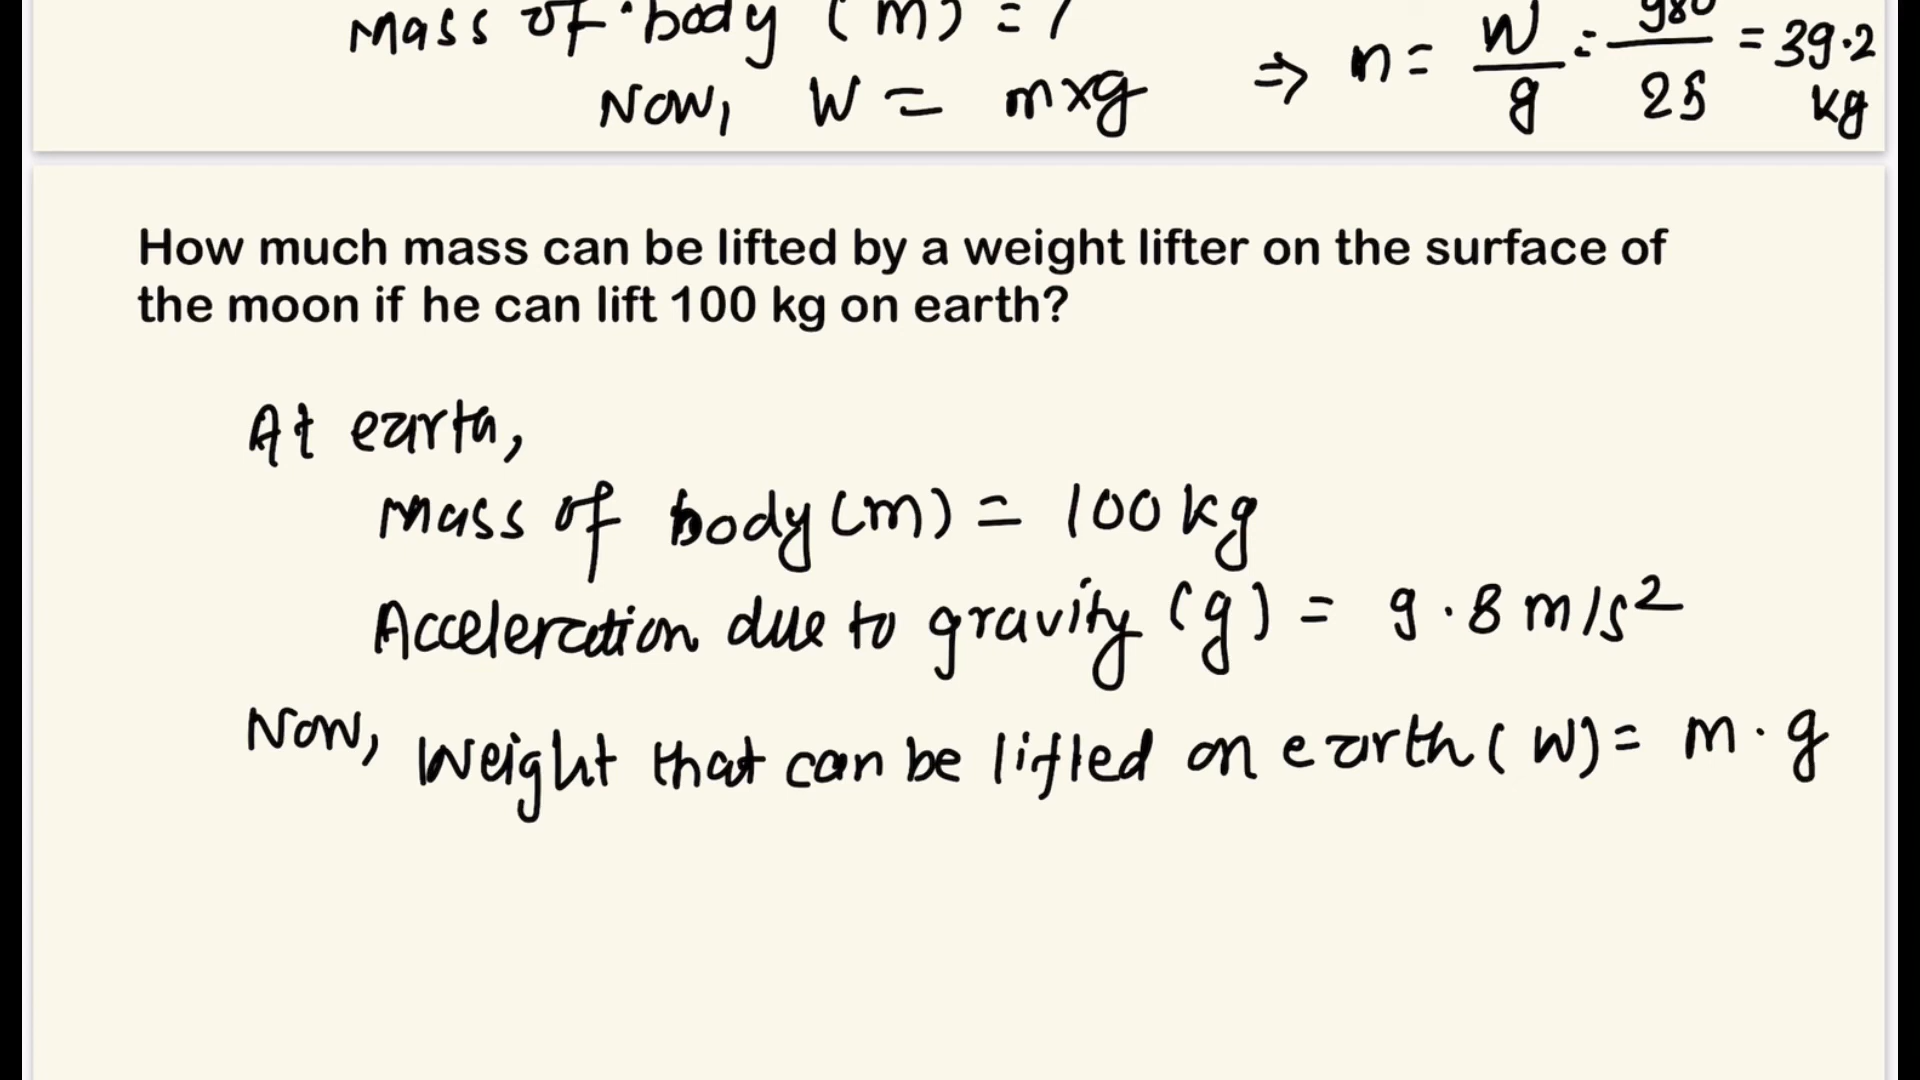 Mass of body (m) = ?
Now, W = m×g ⇒ m = W/g = 980/25 = 39.2 kg
How much mass can be lifted by a weight lifter on the surface of
the moon if he can lift 100 kg on earth?
At earth,
Mass of body (m) = 100 kg
Acceleration due to gravity (g) = 9.8 m/s²
Now, Weight that can be lifted on earth (W) = m · g